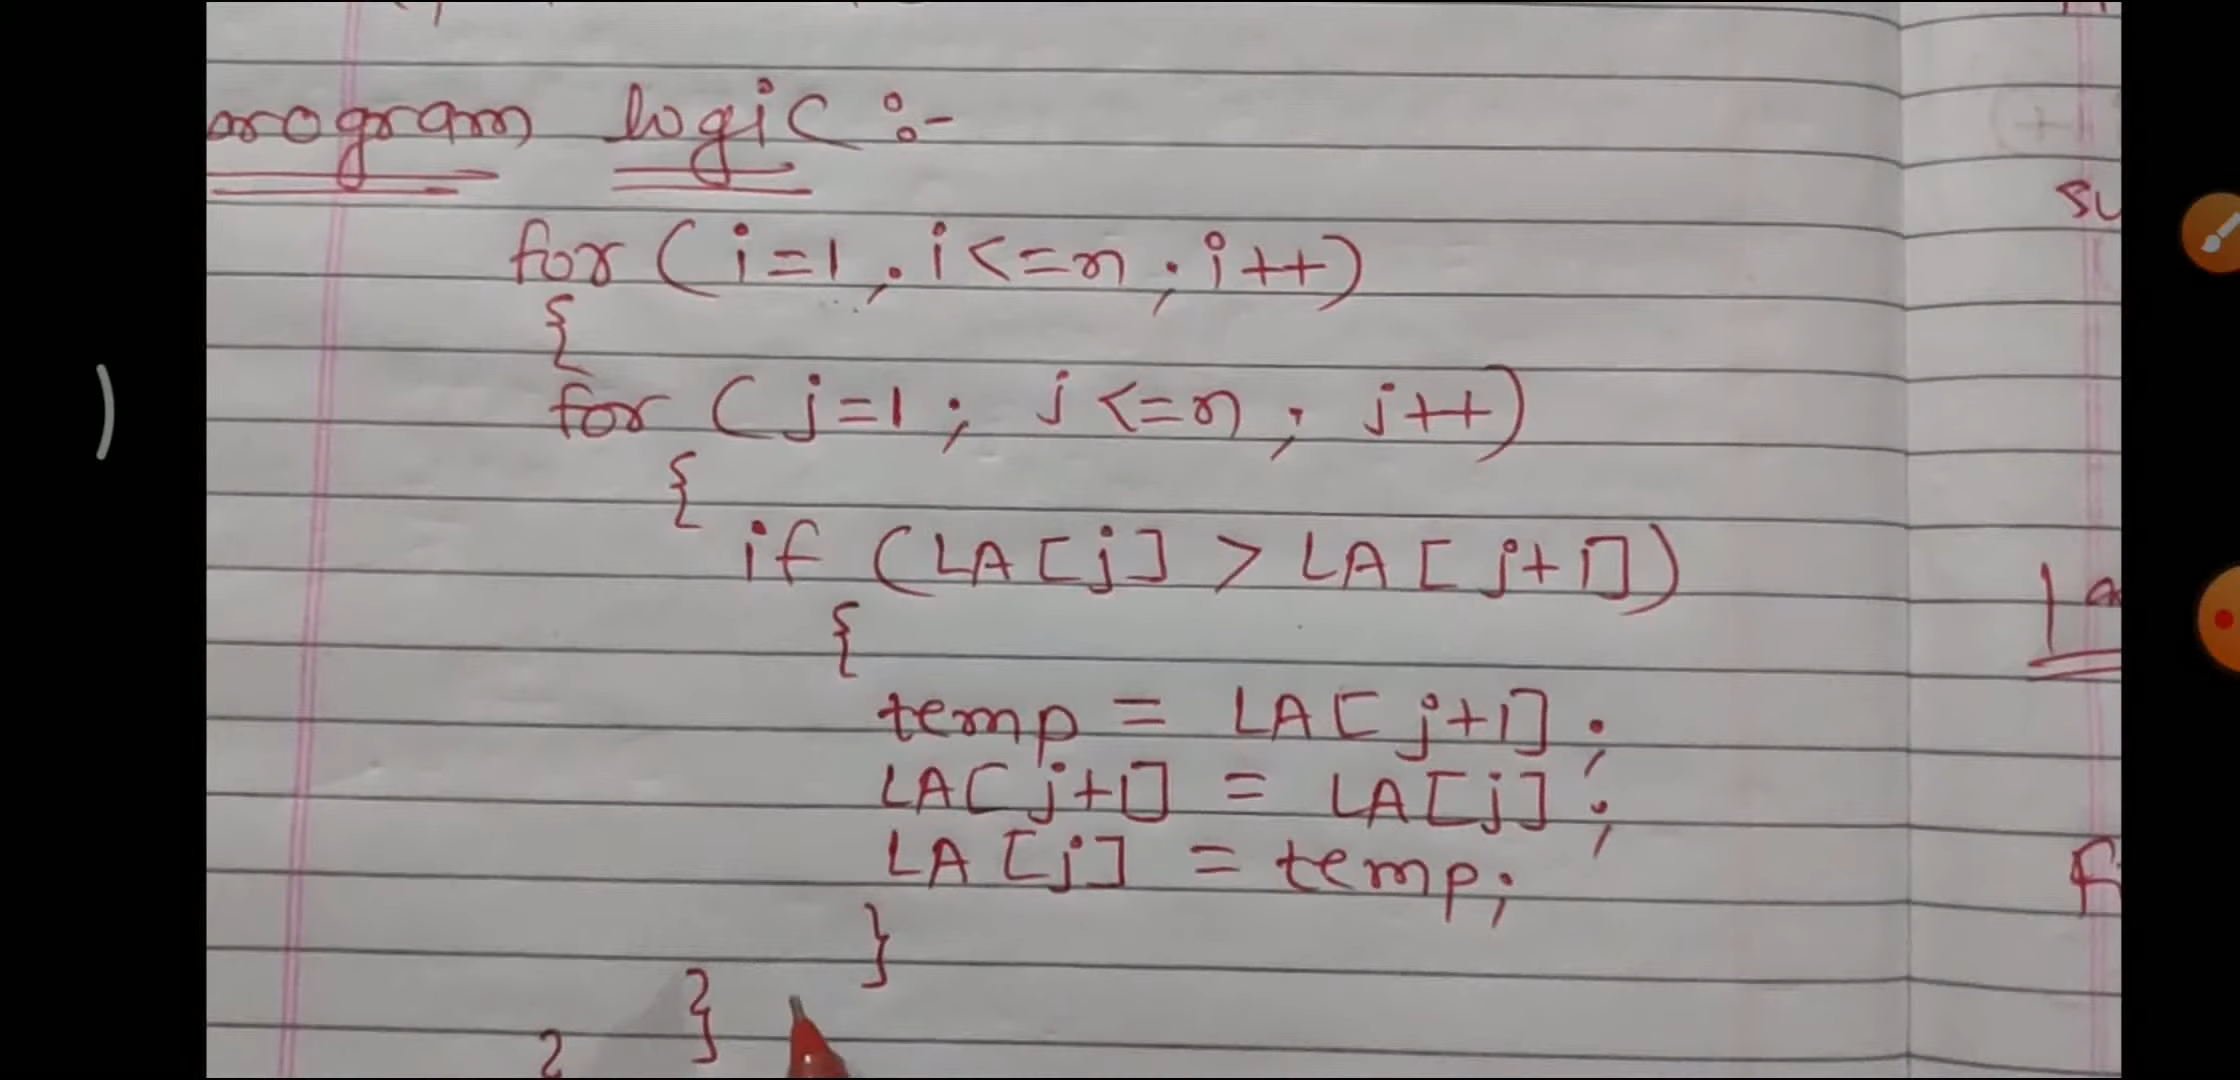 program logic :-
for ( i=1 ; i<=n ; i++)
{
for ( j=1 ; j<=n ; j++)
{
if (LA[j] > LA[j+1])
{
temp = LA[j+1] ;
LA[j+1] = LA[j] ;
LA[j] = temp;
}
}